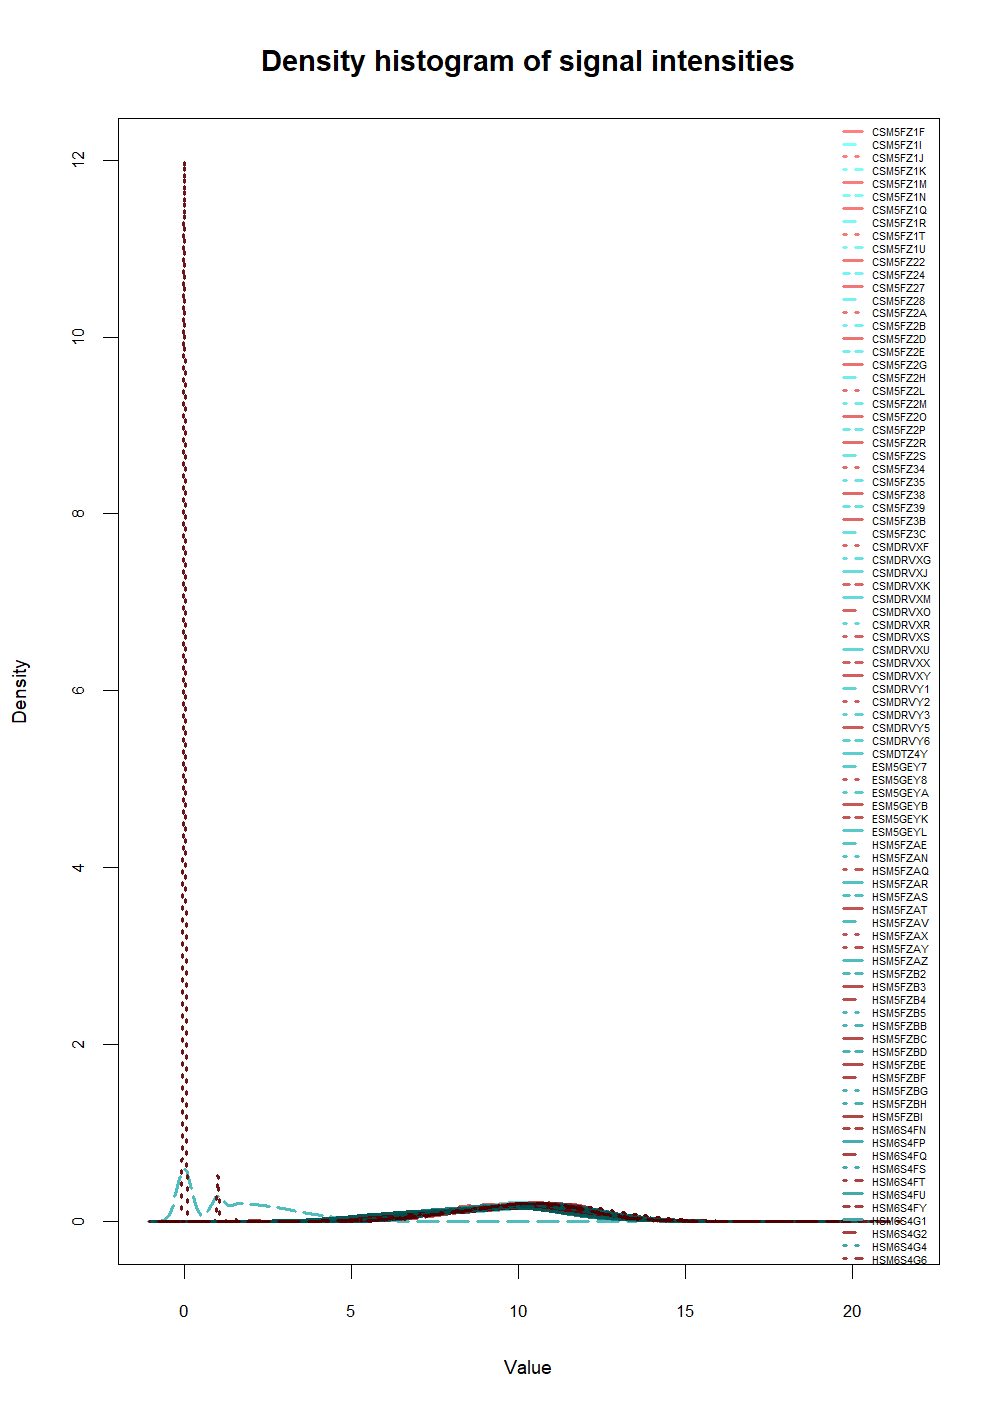 Density histogram of signal intensities
CSM5FZ1F
CSM5FZ1I
CSM5FZ1J
CSM5FZ1K
CSM5FZ1M
CSM5FZ1N
CSM5FZ1Q
CSM5FZ1R
CSM5FZ1T
CSM5FZ1U
CSM5FZ22
CSM5FZ24
CSM5FZ27
CSM5FZ28
CSM5FZ2A
CSM5FZ2B
CSM5FZ2D
CSM5FZ2E
CSM5FZ2G
CSM5FZ2H
CSM5FZ2L
CSM5FZ2M
CSM5FZ2O
CSM5FZ2P
CSM5FZ2R
CSM5FZ2S
CSM5FZ34
CSM5FZ35
CSM5FZ38
CSM5FZ39
CSM5FZ3B
CSM5FZ3C
CSMDRVXF
CSMDRVXG
CSMDRVXJ
CSMDRVXK
CSMDRVXM
CSMDRVXO
CSMDRVXR
CSMDRVXS
CSMDRVXU
CSMDRVXX
CSMDRVXY
CSMDRVY1
CSMDRVY2
CSMDRVY3
CSMDRVY5
CSMDRVY6
CSMDTZ4Y
ESM5GEY7
ESM5GEY8
ESM5GEYA
ESM5GEYB
ESM5GEYK
ESM5GEYL
HSM5FZAE
HSM5FZAN
HSM5FZAQ
HSM5FZAR
HSM5FZAS
HSM5FZAT
HSM5FZAV
HSM5FZAX
HSM5FZAY
HSM5FZAZ
HSM5FZB2
HSM5FZB3
HSM5FZB4
HSM5FZB5
HSM5FZBB
HSM5FZBC
HSM5FZBD
HSM5FZBE
HSM5FZBF
HSM5FZBG
HSM5FZBH
HSM5FZBI
HSM6S4FN
HSM6S4FP
HSM6S4FQ
HSM6S4FS
HSM6S4FT
HSM6S4FU
HSM6S4FY
HSM6S4G1
HSM6S4G2
HSM6S4G4
HSM6S4G6
12
10
8
6
4
2
0
Density
0 5 10 15 20
Value